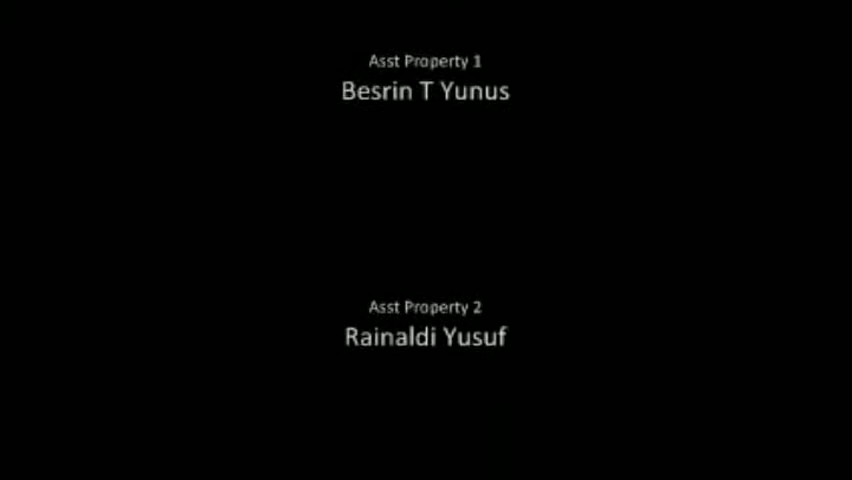 Asst Property 1
Besrin T Yunus
Asst Property 2
Rainaldi Yusuf